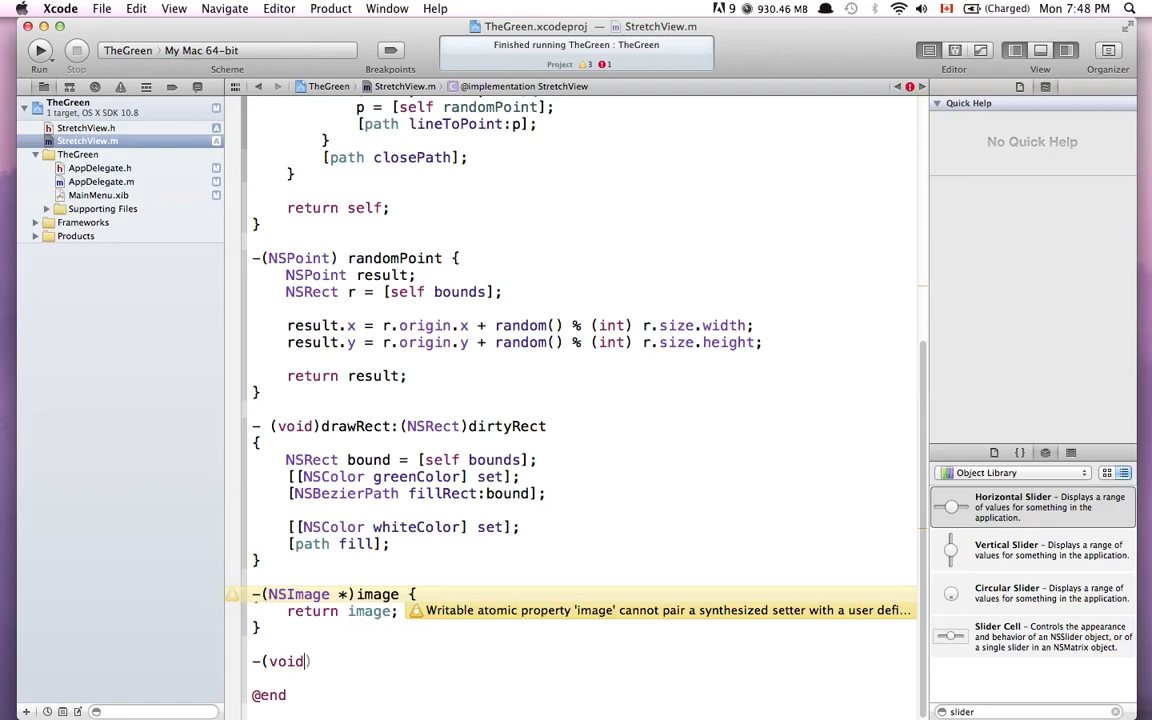 Xcode File Edit View Navigate Editor Product Window Help 9 930.46 MB (Charged) Mon 7:48 PM
TheGreen.xcodeproj — StretchView.m
TheGreen My Mac 64-bit
Finished running TheGreen : TheGreen
Project 3 1
Run Stop Scheme Breakpoints Editor View Organizer
TheGreen StretchView.m @implementation StretchView
TheGreen
1 target, OS X SDK 10.8
M
StretchView.h
A
StretchView.m
A
TheGreen
AppDelegate.h
M
AppDelegate.m
M
MainMenu.xib
M
Supporting Files
Frameworks
Products
p = [self randomPoint];
[path lineToPoint:p];
}
[path closePath];
}
return self;
}
-(NSPoint) randomPoint {
NSPoint result;
NSRect r = [self bounds];
result.x = r.origin.x + random() % (int) r.size.width;
result.y = r.origin.y + random() % (int) r.size.height;
return result;
}
- (void)drawRect:(NSRect)dirtyRect
{
NSRect bound = [self bounds];
[[NSColor greenColor] set];
[NSBezierPath fillRect:bound];
[[NSColor whiteColor] set];
[path fill];
}
-(NSImage *)image {
return image; Writable atomic property 'image' cannot pair a synthesized setter with a user defi...
}
-(void)
@end
Quick Help
No Quick Help
Object Library
Horizontal Slider – Displays a range
of values for something in the
application.
Vertical Slider – Displays a range of
values for something in the application.
Circular Slider – Displays a range of
values for something in the application.
Slider Cell – Controls the appearance
and behavior of an NSSlider object, or of
a single slider in an NSMatrix object.
slider